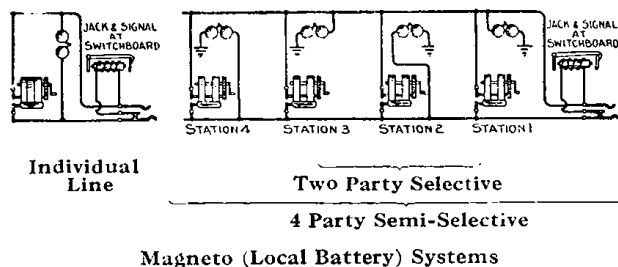 JACK & SIGNAL
AT
SWITCHBOARD
JACK & SIGNAL
AT
SWITCHBOARD
STATION 4
STATION 3
STATION 2
STATION 1
Individual
Line
Two Party Selective
4 Party Semi-Selective
Magneto (Local Battery) Systems